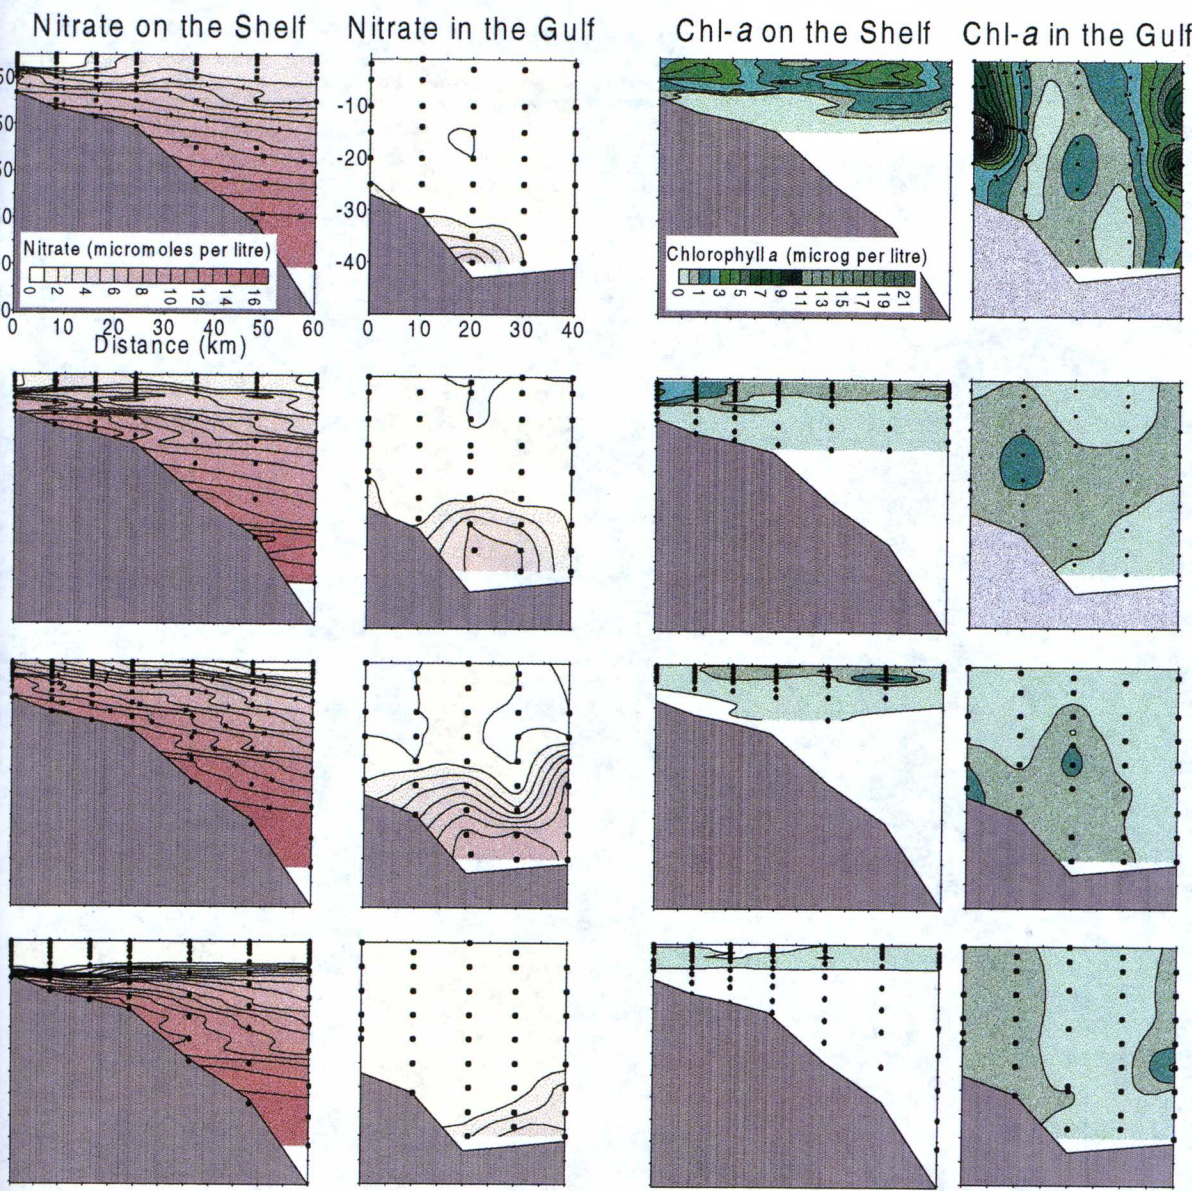 Nitrate on the Shelf
Nitrate in the Gulf
Chl-a on the Shelf
Chl-a in the Gulf
-10
-20
-30
-40
Nitrate (micromoles per litre)
0 2 4 6 8 10 12 14 16
Chlorophyll a (microg per litre)
0 1 3 5 7 9 11 13 15 17 19 21
0 10 20 30 40 50 60
0 10 20 30 40
Distance (km)